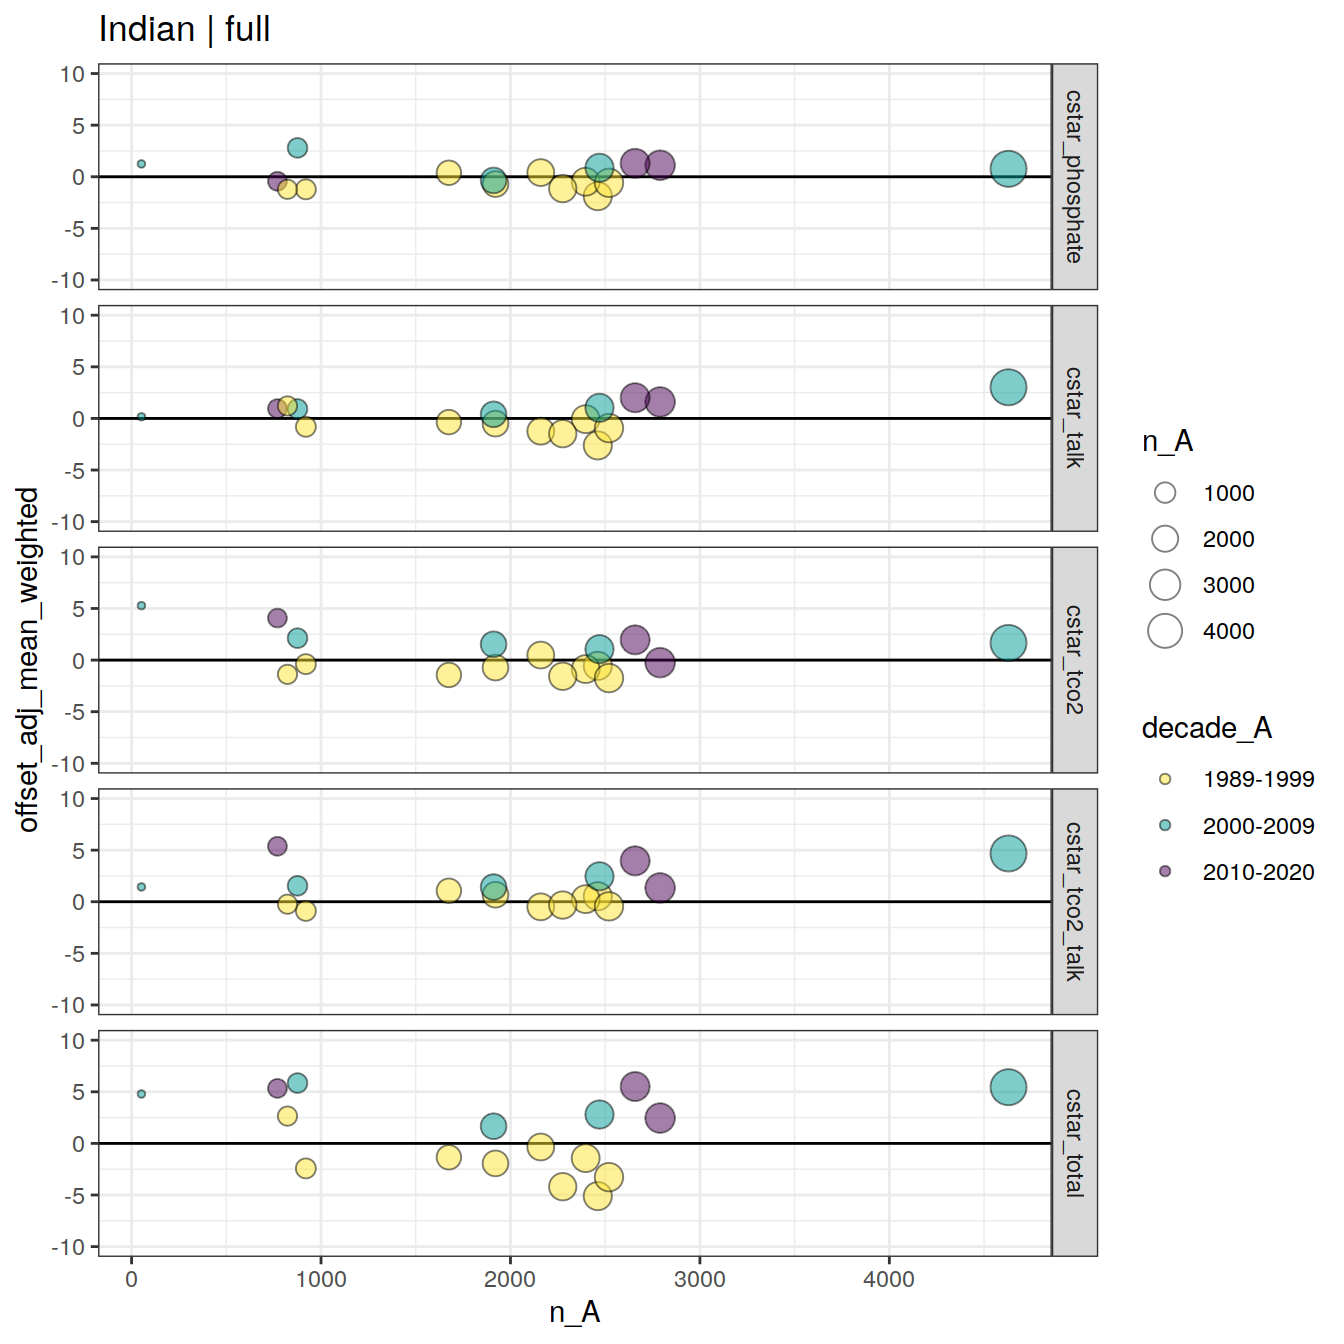 Indian | full
offset_adj_mean_weighted
10
5
0
-5
-10
cstar_phosphate
10
5
0
-5
-10
cstar_talk
10
5
0
-5
-10
cstar_tco2
10
5
0
-5
-10
cstar_tco2_talk
10
5
0
-5
-10
cstar_total
0 1000 2000 3000 4000
n_A
n_A
1000
2000
3000
4000
decade_A
1989-1999
2000-2009
2010-2020